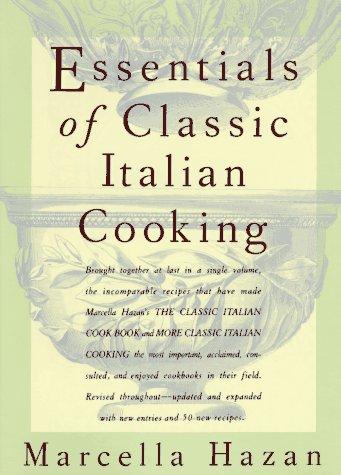 Essentials
of Classic
Italian
Cooking
Brought together at last in a single volume,
the incomparable recipes that have made
Marcella Hazan's THE CLASSIC ITALIAN
COOK BOOK and MORE CLASSIC ITALIAN
COOKING the most important, acclaimed, con-
sulted, and enjoyed cookbooks in their field.
Revised throughout—updated and expanded
with new entries and 50 new recipes.
Marcella Hazan